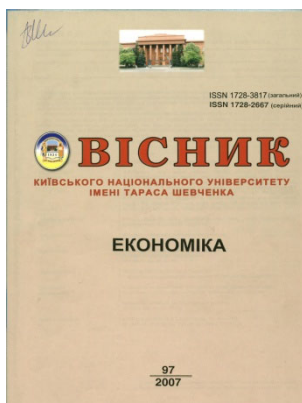 ISSN 1728-3817 (загальний)
ISSN 1728-2667 (серійний)
ВІСНИК
КИЇВСЬКОГО НАЦІОНАЛЬНОГО УНІВЕРСИТЕТУ
ІМЕНІ ТАРАСА ШЕВЧЕНКА
ЕКОНОМІКА
97
2007